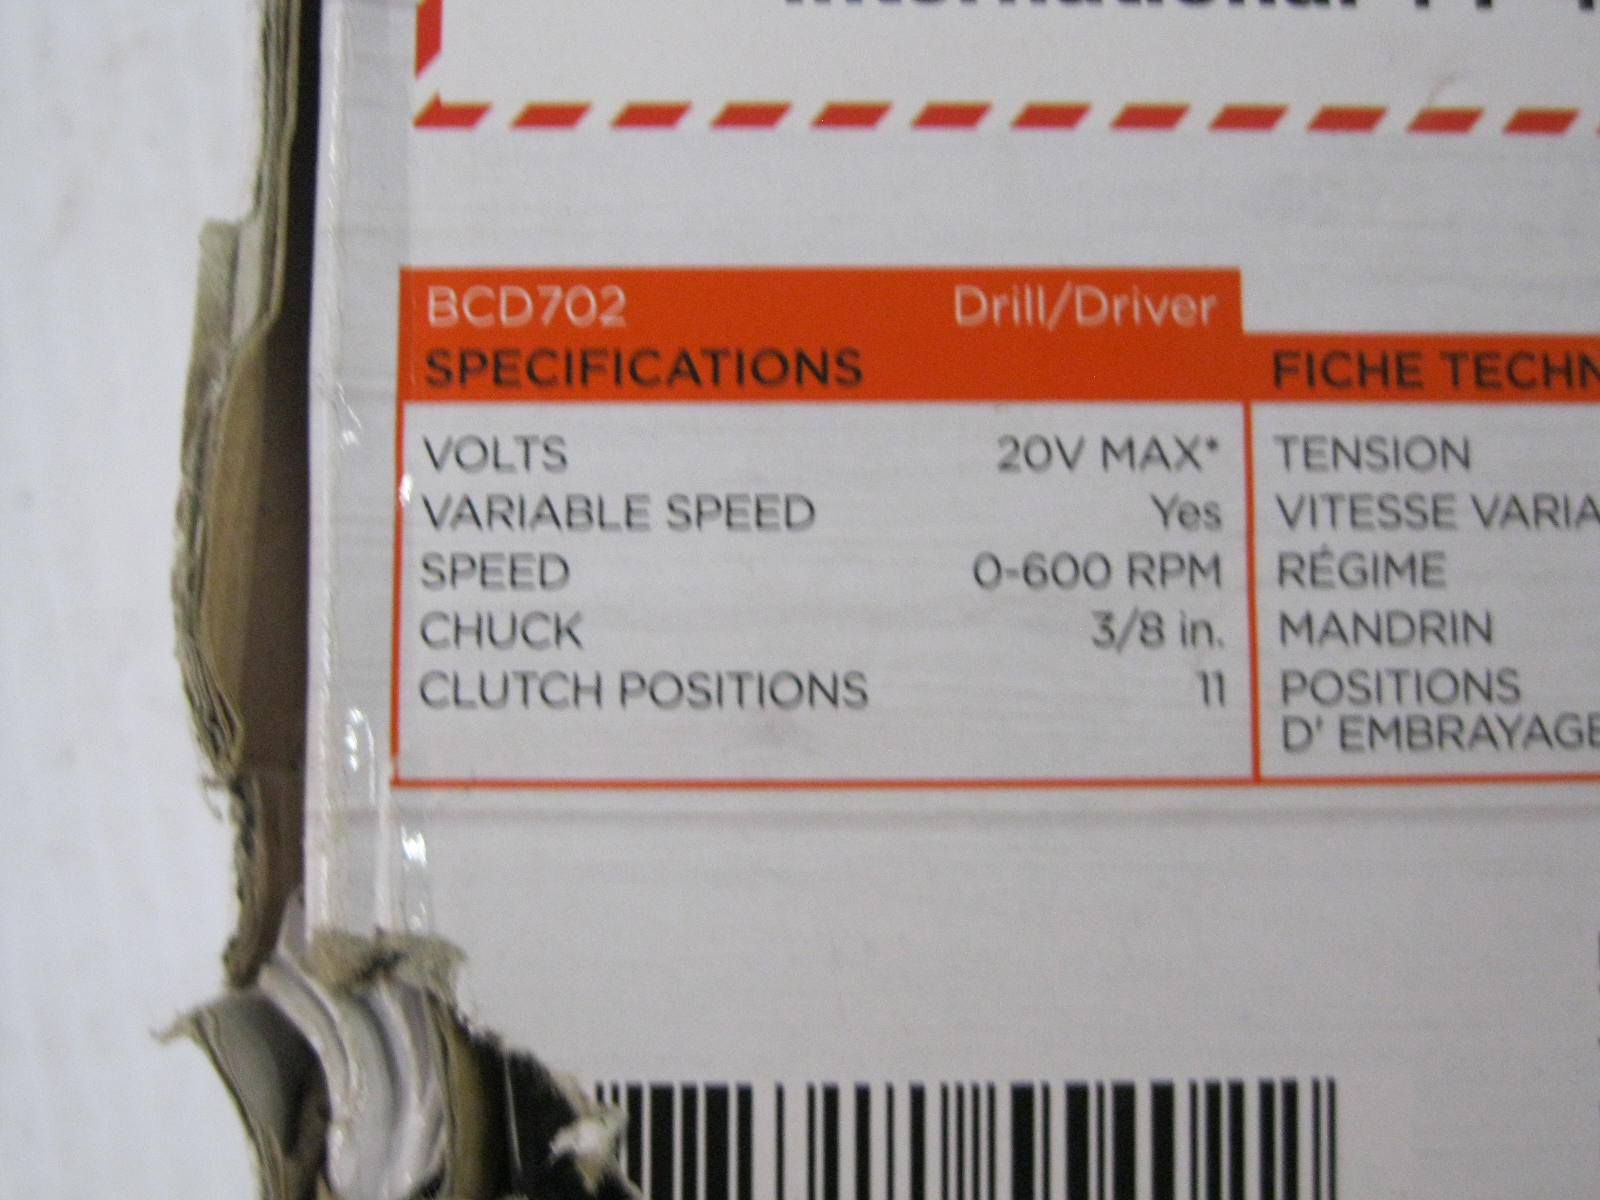 International
BCD702 Drill/Driver
SPECIFICATIONS
VOLTS 20V MAX*
VARIABLE SPEED Yes
SPEED 0-600 RPM
CHUCK 3/8 in.
CLUTCH POSITIONS 11
FICHE TECHN
TENSION
VITESSE VARIA
RÉGIME
MANDRIN
POSITIONS
D' EMBRAYAGE